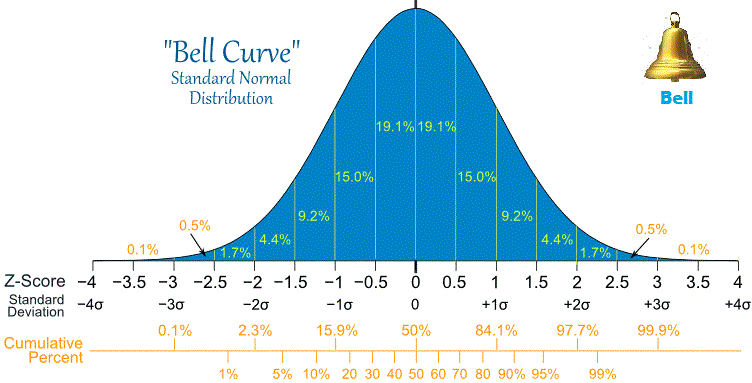 "Bell Curve"
Standard Normal
Distribution
Bell
19.1% 19.1%
15.0% 15.0%
9.2% 9.2%
0.5% 4.4% 4.4% 0.5%
0.1% 1.7% 1.7% 0.1%
Z-Score −4 −3.5 −3 −2.5 −2 −1.5 −1 −0.5 0 0.5 1 1.5 2 2.5 3 3.5 4
Standard
Deviation −4σ −3σ −2σ −1σ 0 +1σ +2σ +3σ +4σ
0.1% 2.3% 15.9% 50% 84.1% 97.7% 99.9%
Cumulative
Percent
1% 5% 10% 20 30 40 50 60 70 80 90% 95% 99%